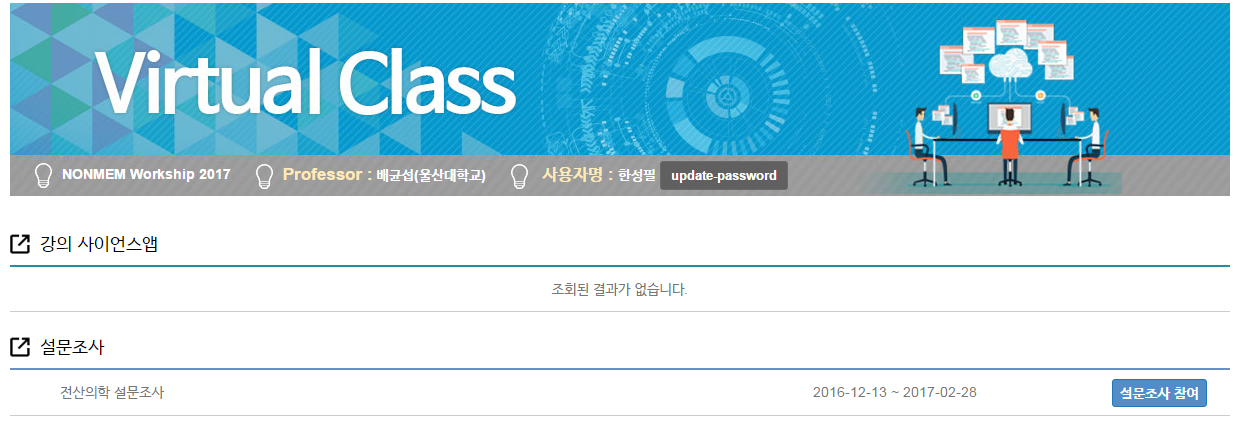 Virtual Class
NONMEM Workship 2017 Professor : 배균섭(울산대학교) 사용자명 : 한성필 update-password
강의 사이언스앱
조회된 결과가 없습니다.
설문조사
전산의학 설문조사 2016-12-13 ~ 2017-02-28 설문조사 참여